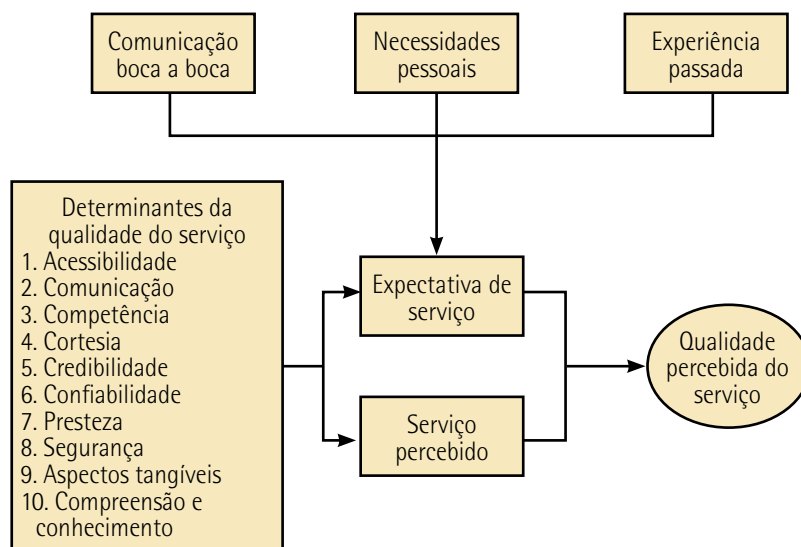 Comunicação
boca a boca
Necessidades
pessoais
Experiência
passada
Determinantes da
qualidade do serviço
1. Acessibilidade
2. Comunicação
3. Competência
4. Cortesia
5. Credibilidade
6. Confiabilidade
7. Presteza
8. Segurança
9. Aspectos tangíveis
10. Compreensão e
conhecimento
Expectativa de
serviço
Serviço
percebido
Qualidade
percebida do
serviço